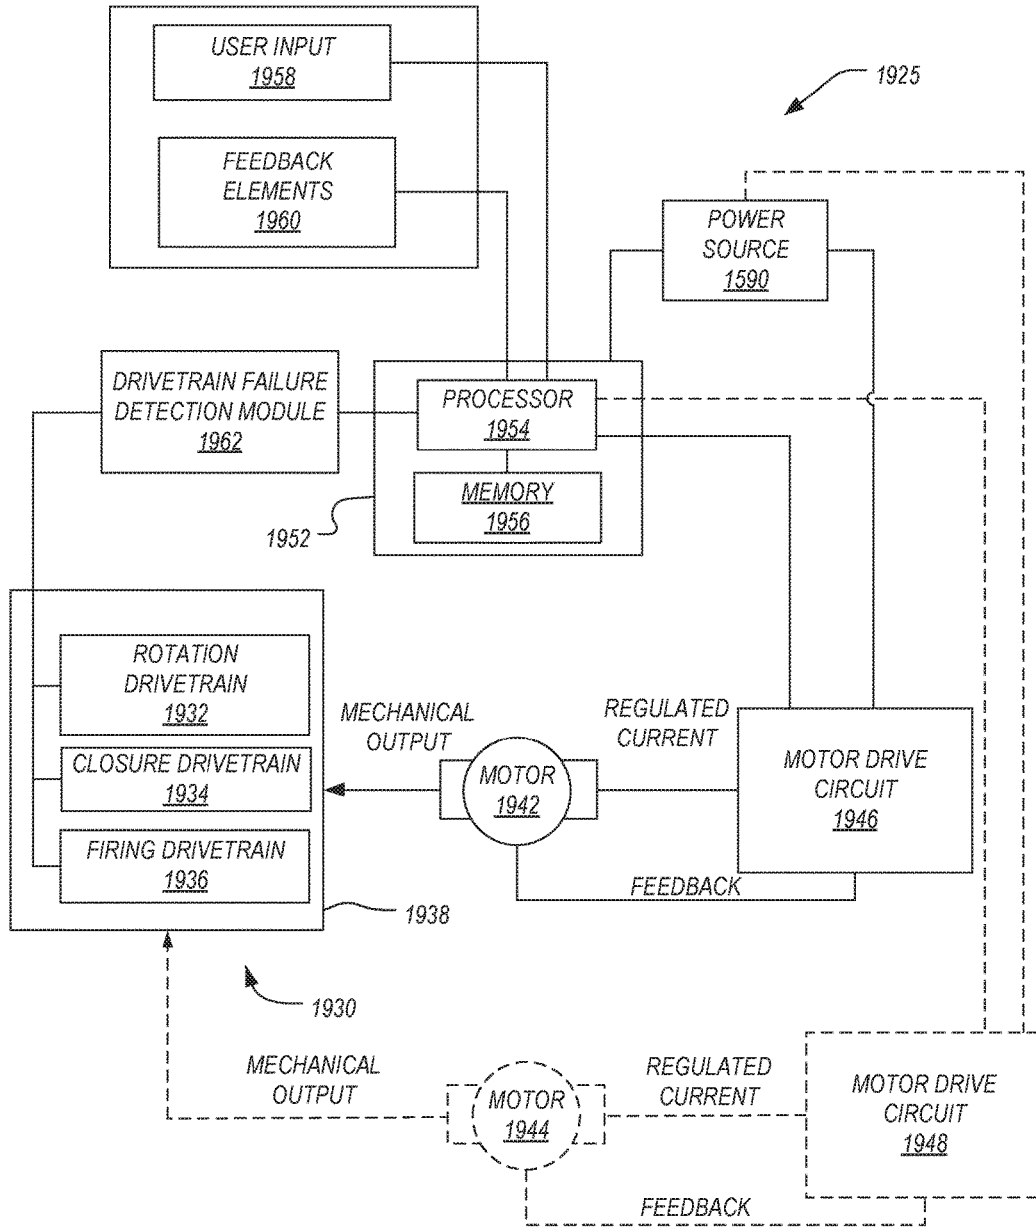 USER INPUT
1958
FEEDBACK
ELEMENTS
1960
1925
POWER
SOURCE
1590
DRIVETRAIN FAILURE
DETECTION MODULE
1962
PROCESSOR
1954
MEMORY
1956
1952
ROTATION
DRIVETRAIN
1932
CLOSURE DRIVETRAIN
1934
FIRING DRIVETRAIN
1936
1938
1930
MECHANICAL
OUTPUT
MOTOR
1942
REGULATED
CURRENT
MOTOR DRIVE
CIRCUIT
1946
FEEDBACK
MECHANICAL
OUTPUT
MOTOR
1944
REGULATED
CURRENT
MOTOR DRIVE
CIRCUIT
1948
FEEDBACK